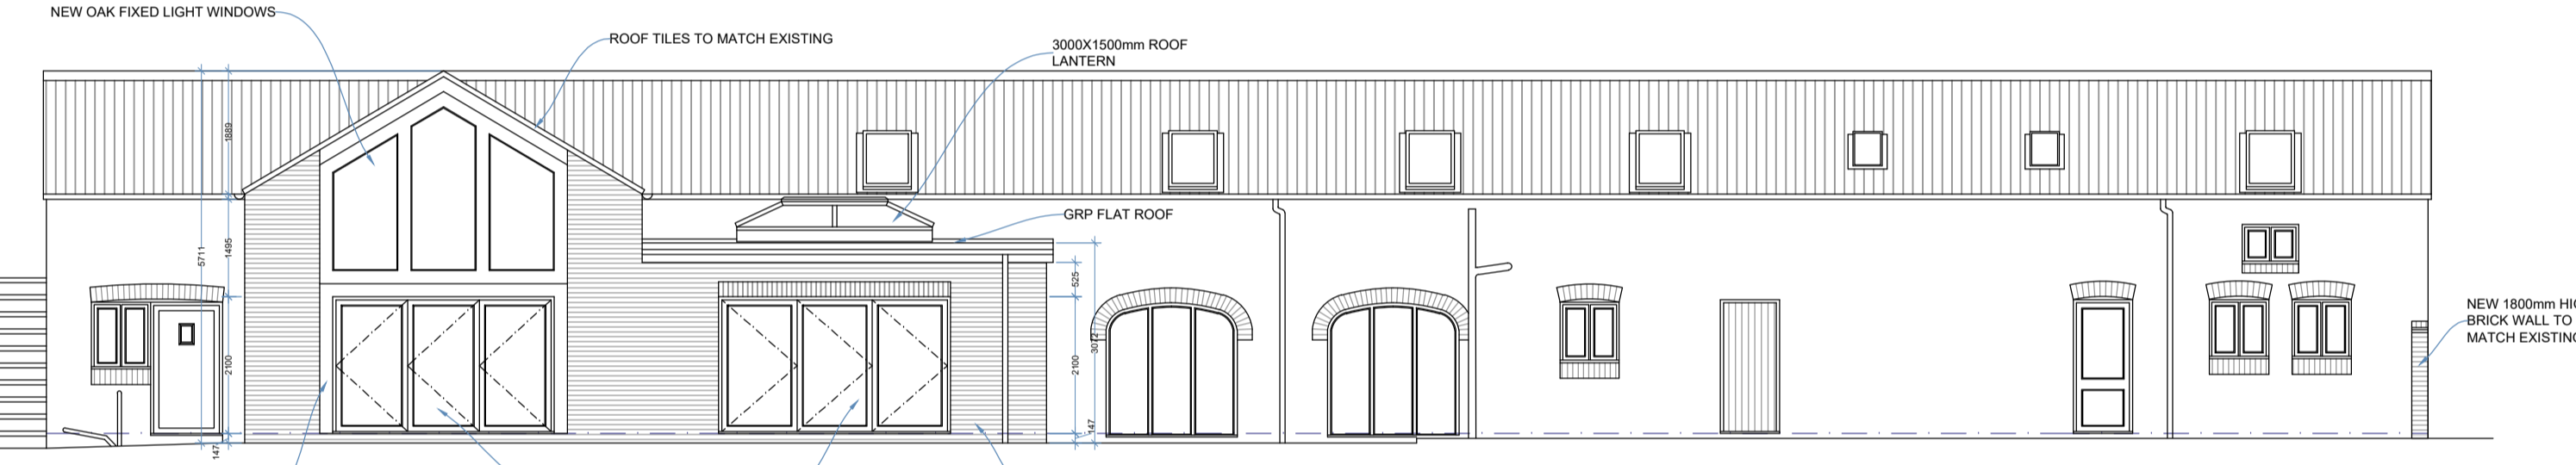 NEW OAK FIXED LIGHT WINDOWS
ROOF TILES TO MATCH EXISTING
3000X1500mm ROOF
LANTERN
GRP FLAT ROOF
NEW 1800mm HI
BRICK WALL TO
MATCH EXISTIN
1889
5711
1495
2100
147
525
3072
2100
147